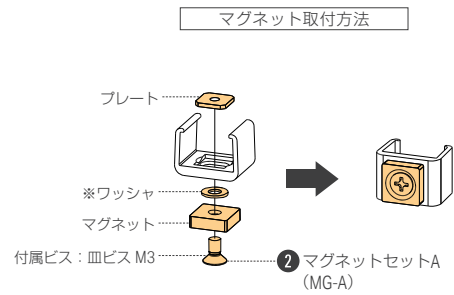 マグネット取付方法
プレート
※ワッシャ
マグネット
付属ビス：皿ビス M3
2 マグネットセットA
(MG-A)